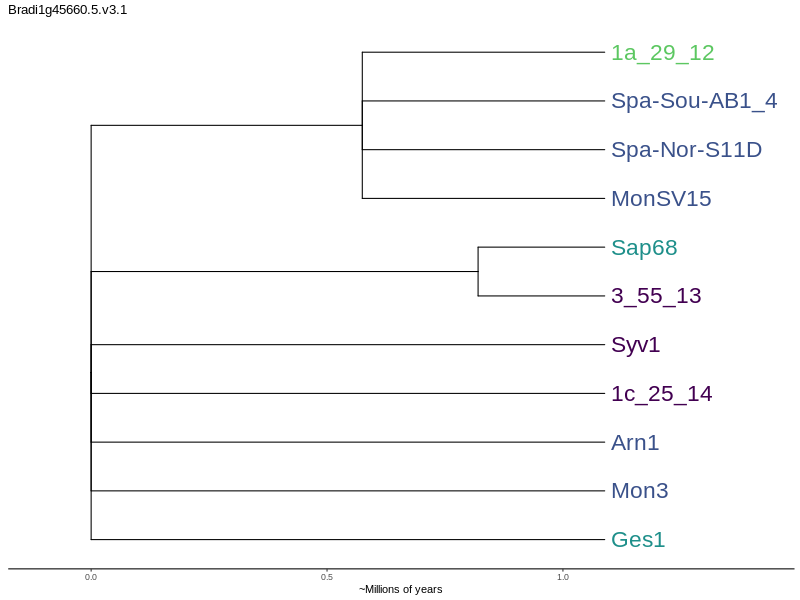 Bradi1g45660.5.v3.1
1a_29_12
Spa-Sou-AB1_4
Spa-Nor-S11D
MonSV15
Sap68
3_55_13
Syv1
1c_25_14
Arn1
Mon3
Ges1
0.0 0.5 1.0
~Millions of years